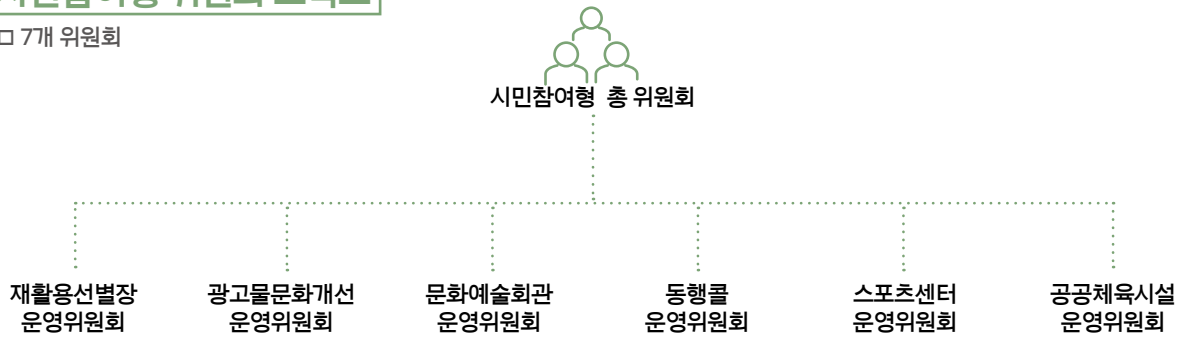 □ 7개 위원회
시민참여형 총 위원회
재활용선별장
운영위원회
광고물문화개선
운영위원회
문화예술회관
운영위원회
동행콜
운영위원회
스포츠센터
운영위원회
공공체육시설
운영위원회